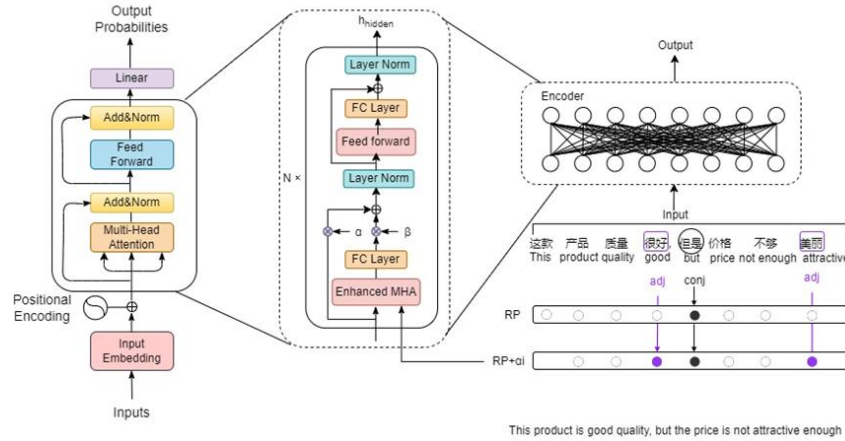 Output
Probabilities
Linear
Add&Norm
Feed
Forward
Add&Norm
Multi-Head
Attention
Positional
Encoding
Input
Embedding
Inputs
h_hidden
Layer Norm
FC Layer
Feed forward
Layer Norm
N ×
α
β
FC Layer
Enhanced MHA
Output
Encoder
Input
这款 产品 质量 很好, 但是 价格 不够 美丽
This product quality good but price not enough attractive
adj conj adj
RP
RP+αi
This product is good quality, but the price is not attractive enough